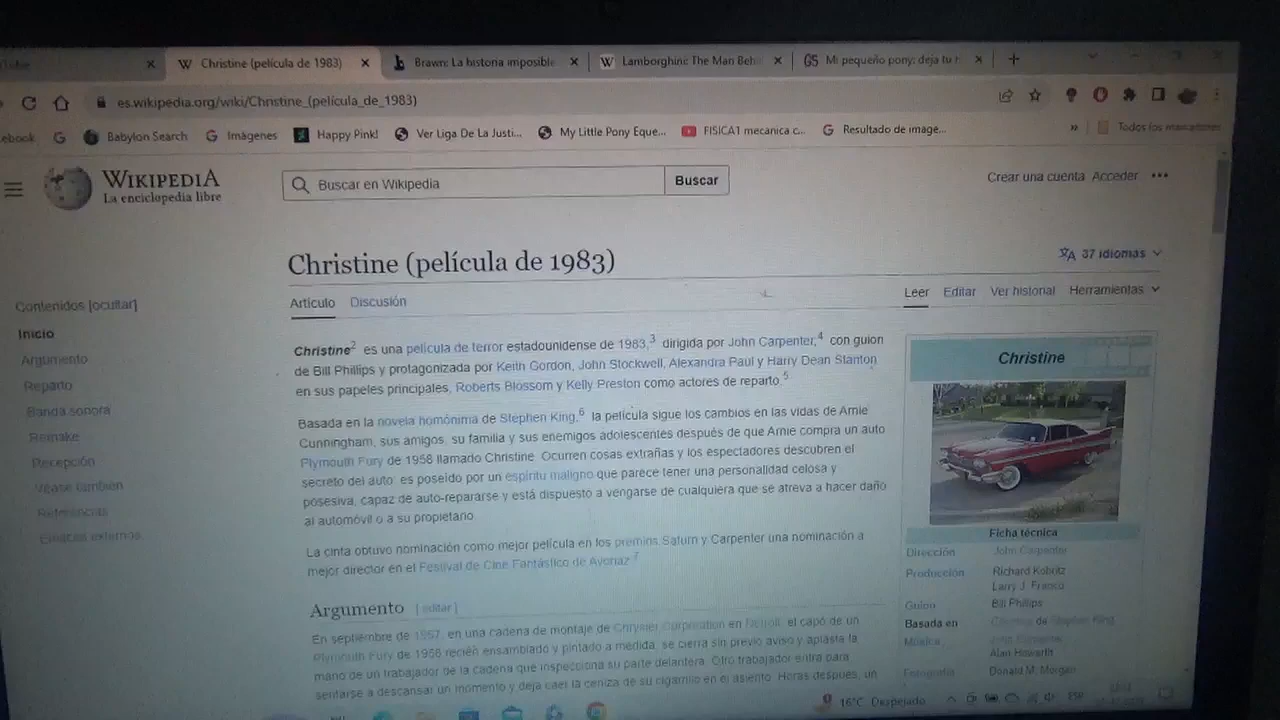 Christine (película de 1983)
Brawn: La historia imposible
Lamborghini: The Man Behi
GS Mi pequeño pony: deja tu h
es.wikipedia.org/wiki/Christine_(película_de_1983)
ebook
Babylon Search
Imágenes
Happy Pink!
Ver Liga De La Justi...
My Little Pony Eque...
FISICA1 mecanica c...
Resultado de image...
»
Todos los marcadores
WIKIPEDIA
La enciclopedia libre
Buscar en Wikipedia
Buscar
Crear una cuenta Acceder •••
Christine (película de 1983)
37 idiomas
Artículo Discusión
Leer Editar Ver historial Herramientas
Contenidos [ocultar]
Inicio
Argumento
Reparto
Banda sonora
Remake
Recepción
Véase también
Referencias
Enlaces externos
Christine2 es una película de terror estadounidense de 1983,3 dirigida por John Carpenter,4 con guion
de Bill Phillips y protagonizada por Keith Gordon, John Stockwell, Alexandra Paul y Harry Dean Stanton
en sus papeles principales, Roberts Blossom y Kelly Preston como actores de reparto.5
Basada en la novela homónima de Stephen King,6 la película sigue los cambios en las vidas de Arnie
Cunningham, sus amigos, su familia y sus enemigos adolescentes después de que Arnie compra un auto
Plymouth Fury de 1958 llamado Christine. Ocurren cosas extrañas y los espectadores descubren el
secreto del auto: es poseído por un espíritu maligno que parece tener una personalidad celosa y
posesiva, capaz de auto-repararse y está dispuesto a vengarse de cualquiera que se atreva a hacer daño
al automóvil o a su propietario.
La cinta obtuvo nominación como mejor película en los premios Saturn y Carpenter una nominación a
mejor director en el Festival de Cine Fantástico de Avoriaz.7
Argumento [editar]
En septiembre de 1957, en una cadena de montaje de Chrysler Corporation en Detroit, el capó de un
Plymouth Fury de 1958 recién ensamblado y pintado a medida, se cierra sin previo aviso y aplasta la
mano de un trabajador de la cadena que inspecciona su parte delantera. Otro trabajador entra para
sentarse a descansar un momento y deja caer la ceniza de su cigarrillo en el asiento. Horas después, un
Christine
Ficha técnica
Dirección John Carpenter
Producción Richard Kobritz
Larry J. Franco
Guion Bill Phillips
Basada en Christine de Stephen King
Música John Carpenter
Alan Howarth
Fotografía Donald M. Morgan
16°C Despejado
ESP